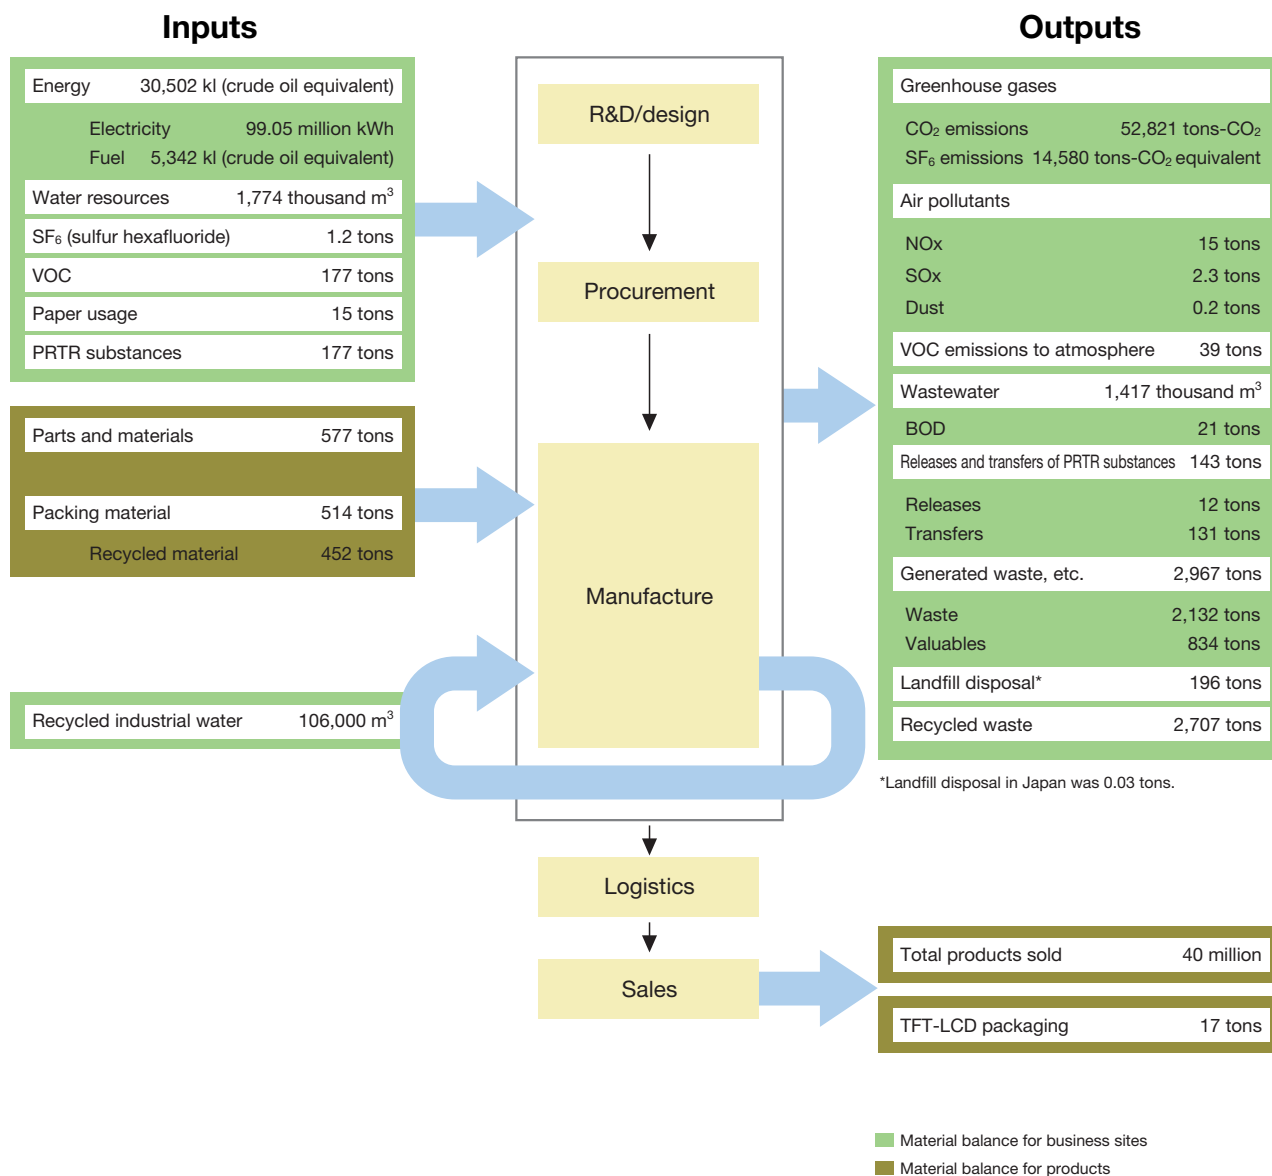 Inputs
Energy 30,502 kl (crude oil equivalent)
Electricity 99.05 million kWh
Fuel 5,342 kl (crude oil equivalent)
Water resources 1,774 thousand m³
SF₆ (sulfur hexafluoride) 1.2 tons
VOC 177 tons
Paper usage 15 tons
PRTR substances 177 tons
Parts and materials 577 tons
Packing material 514 tons
Recycled material 452 tons
Recycled industrial water 106,000 m³
R&D/design
Procurement
Manufacture
Logistics
Sales
Outputs
Greenhouse gases
CO₂ emissions 52,821 tons-CO₂
SF₆ emissions 14,580 tons-CO₂ equivalent
Air pollutants
NOx 15 tons
SOx 2.3 tons
Dust 0.2 tons
VOC emissions to atmosphere 39 tons
Wastewater 1,417 thousand m³
BOD 21 tons
Releases and transfers of PRTR substances 143 tons
Releases 12 tons
Transfers 131 tons
Generated waste, etc. 2,967 tons
Waste 2,132 tons
Valuables 834 tons
Landfill disposal* 196 tons
Recycled waste 2,707 tons
*Landfill disposal in Japan was 0.03 tons.
Total products sold 40 million
TFT-LCD packaging 17 tons
Material balance for business sites
Material balance for products